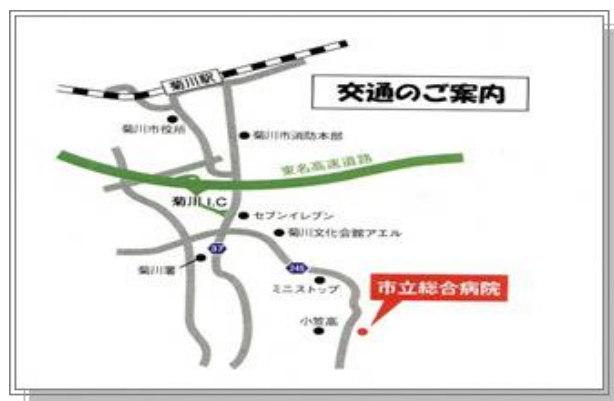 菊川駅
交通のご案内
菊川市役所
菊川市消防本部
東名高速道路
菊川I.C
セブンイレブン
菊川文化会館アエル
37
菊川署
245
ミニストップ
市立総合病院
小笠高